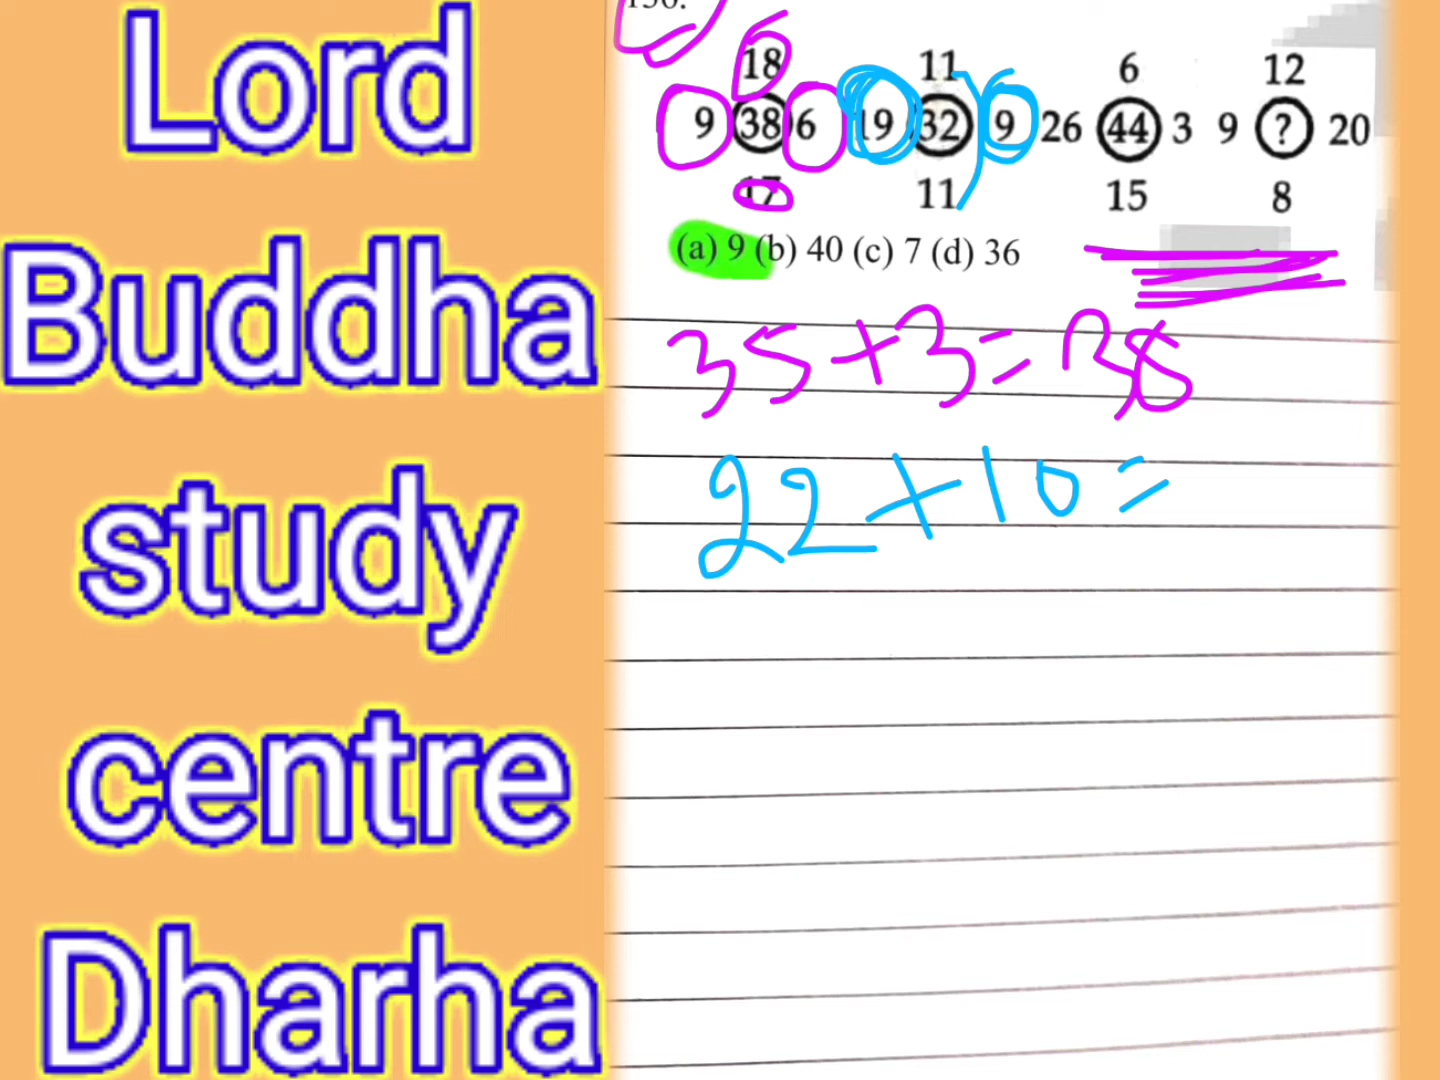 Lord
Buddha
study
centre
Dharha
18 11 6 12
9 38 6 19 32 9 26 44 3 9 ? 20
17 11 15 8
(a) 9 (b) 40 (c) 7 (d) 36
35+3=38
22+10=